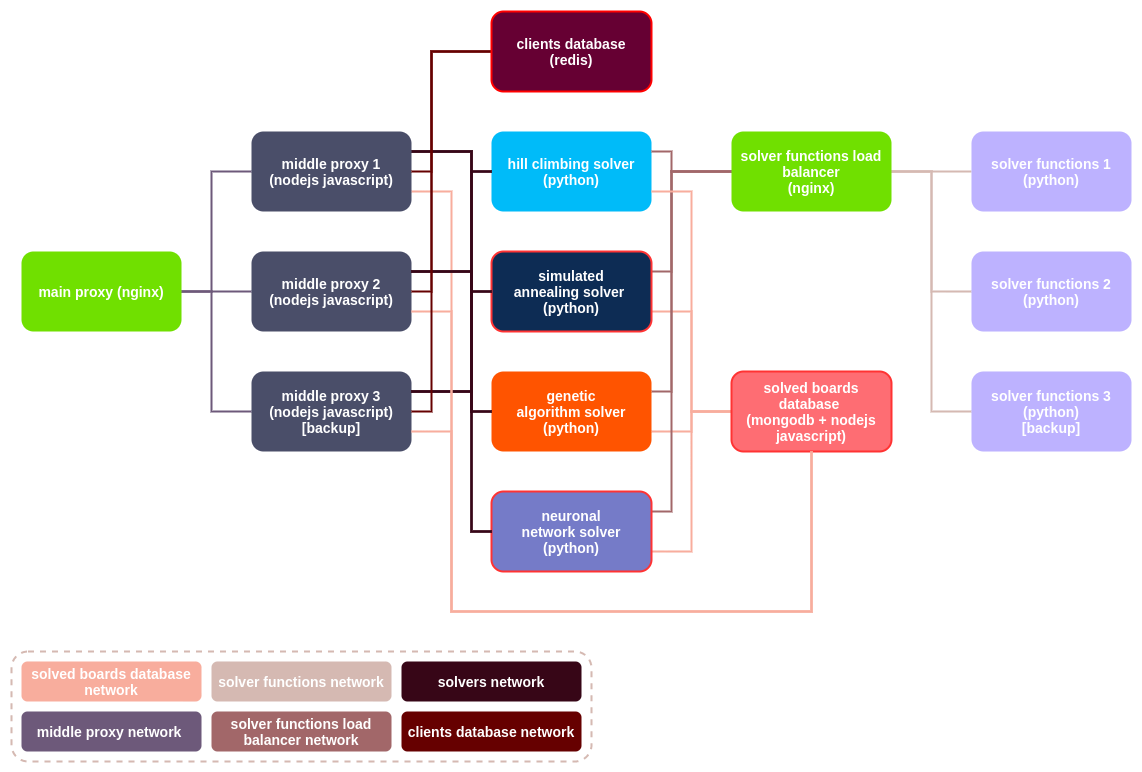 clients database
(redis)
middle proxy 1
(nodejs javascript)
hill climbing solver
(python)
solver functions load
balancer
(nginx)
solver functions 1
(python)
main proxy (nginx)
middle proxy 2
(nodejs javascript)
simulated
annealing solver
(python)
solver functions 2
(python)
middle proxy 3
(nodejs javascript)
[backup]
genetic
algorithm solver
(python)
solved boards
database
(mongodb + nodejs
javascript)
solver functions 3
(python)
[backup]
neuronal
network solver
(python)
solved boards database
network
solver functions network
solvers network
middle proxy network
solver functions load
balancer network
clients database network